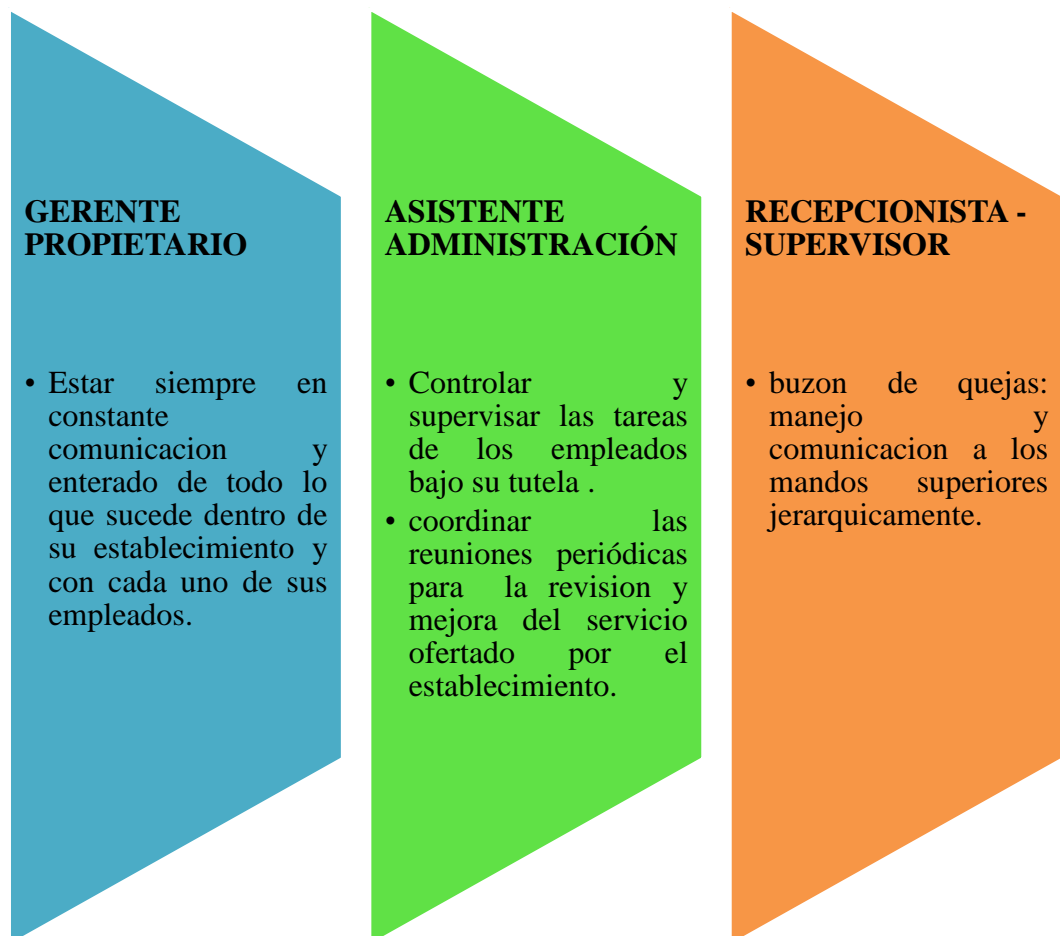 GERENTE
PROPIETARIO
• Estar siempre en
constante
comunicacion y
enterado de todo lo
que sucede dentro de
su establecimiento y
con cada uno de sus
empleados.
ASISTENTE
ADMINISTRACIÓN
• Controlar y
supervisar las tareas
de los empleados
bajo su tutela .
• coordinar las
reuniones periódicas
para la revision y
mejora del servicio
ofertado por el
establecimiento.
RECEPCIONISTA -
SUPERVISOR
• buzon de quejas:
manejo y
comunicacion a los
mandos superiores
jerarquicamente.